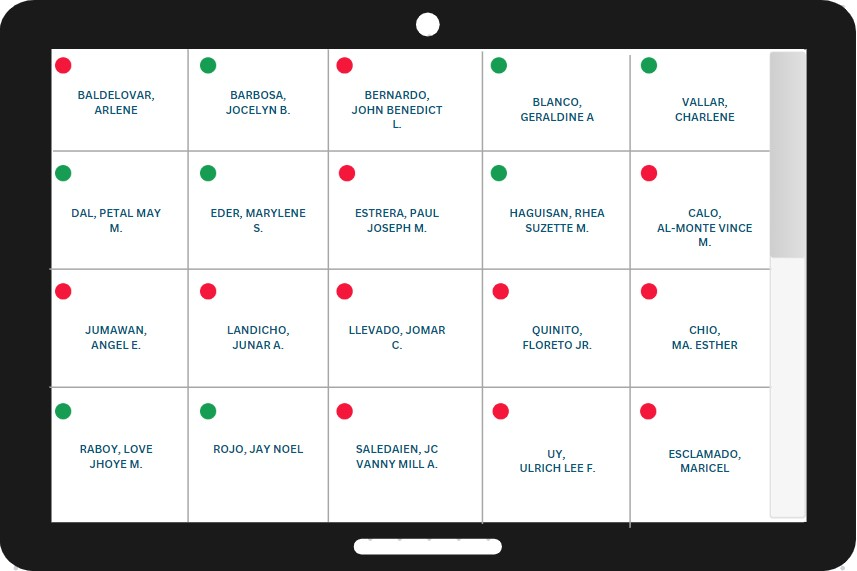 BALDELOVAR,
ARLENE
BARBOSA,
JOCELYN B.
BERNARDO,
JOHN BENEDICT
L.
BLANCO,
GERALDINE A
VALLAR,
CHARLENE
DAL, PETAL MAY
M.
EDER, MARYLENE
S.
ESTRERA, PAUL
JOSEPH M.
HAGUISAN, RHEA
SUZETTE M.
CALO,
AL-MONTE VINCE
M.
JUMAWAN,
ANGEL E.
LANDICHO,
JUNAR A.
LLEVADO, JOMAR
C.
QUINITO,
FLORETO JR.
CHIO,
MA. ESTHER
RABOY, LOVE
JHOYE M.
ROJO, JAY NOEL
SALEDAIEN, JC
VANNY MILL A.
UY,
ULRICH LEE F.
ESCLAMADO,
MARICEL